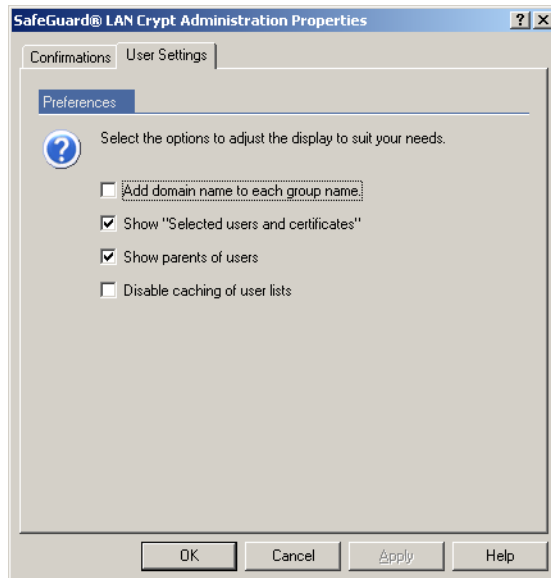 SafeGuard® LAN Crypt Administration Properties
Confirmations
User Settings
Preferences
Select the options to adjust the display to suit your needs.
Add domain name to each group name.
Show "Selected users and certificates"
Show parents of users
Disable caching of user lists
OK
Cancel
Apply
Help